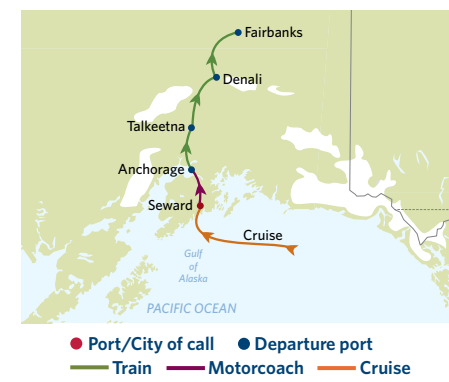 Fairbanks
Denali
Talkeetna
Anchorage
Seward
Cruise
Gulf
of
Alaska
PACIFIC OCEAN
Port/City of call Departure port
Train Motorcoach Cruise